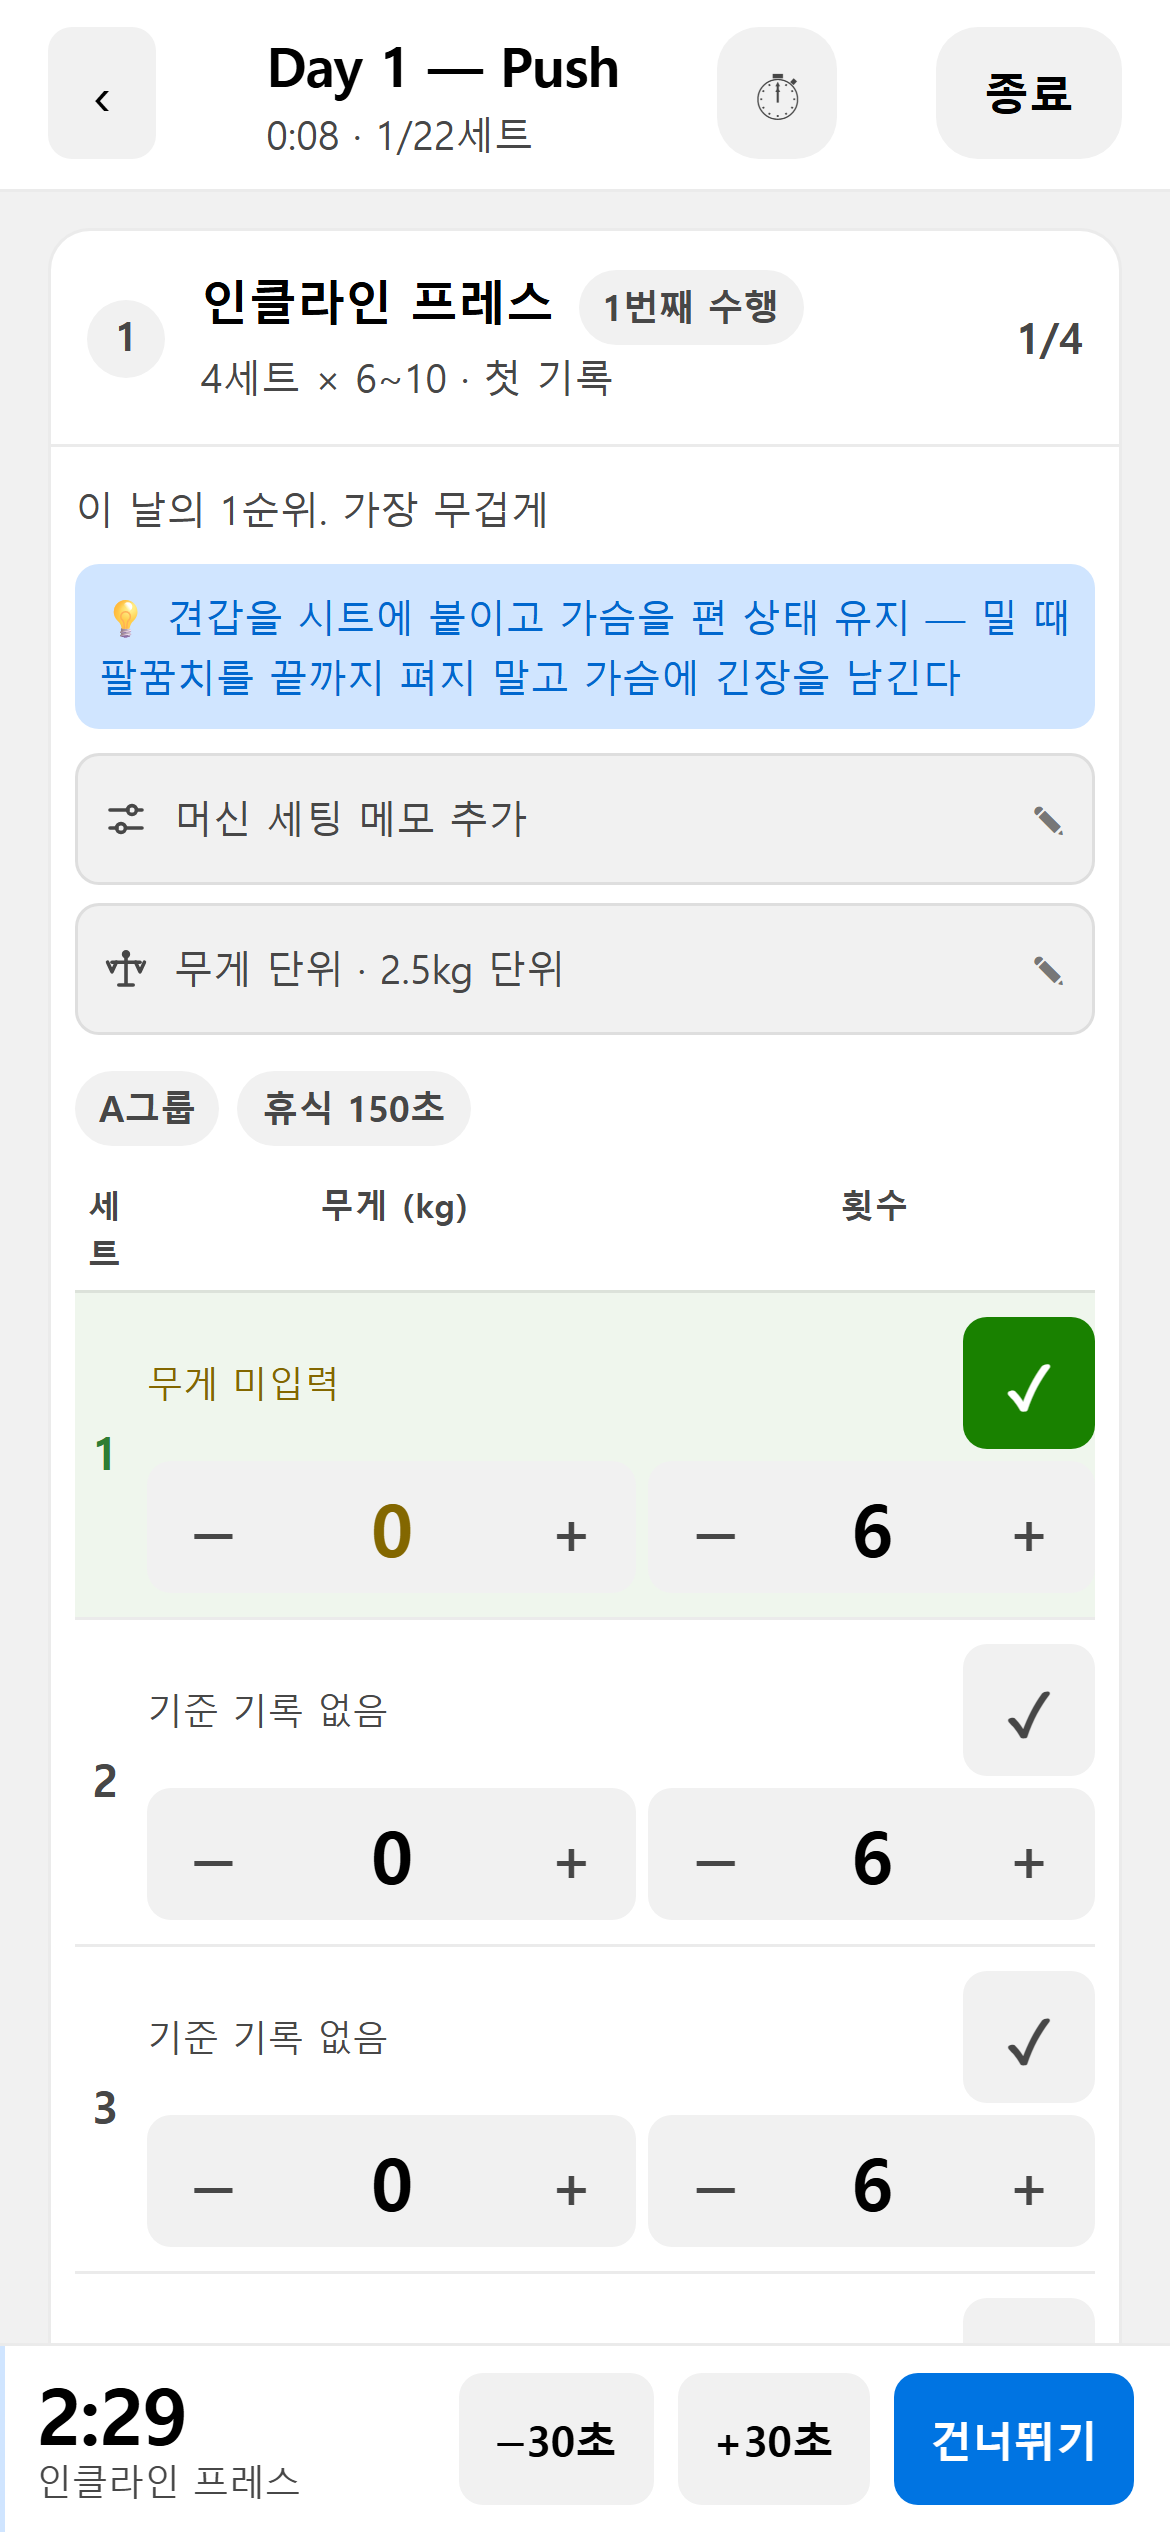 ‹
Day 1 — Push
0:08 · 1/22세트
종료
1
인클라인 프레스
1번째 수행
4세트 × 6~10 · 첫 기록
1/4
이 날의 1순위. 가장 무겁게
💡 견갑을 시트에 붙이고 가슴을 편 상태 유지 — 밀 때
팔꿈치를 끝까지 펴지 말고 가슴에 긴장을 남긴다
머신 세팅 메모 추가
무게 단위 · 2.5kg 단위
A그룹
휴식 150초
세
트
무게 (kg)
횟수
무게 미입력
✓
1
— 0 +
— 6 +
기준 기록 없음
✓
2
— 0 +
— 6 +
기준 기록 없음
✓
3
— 0 +
— 6 +
2:29
인클라인 프레스
—30초
+30초
건너뛰기